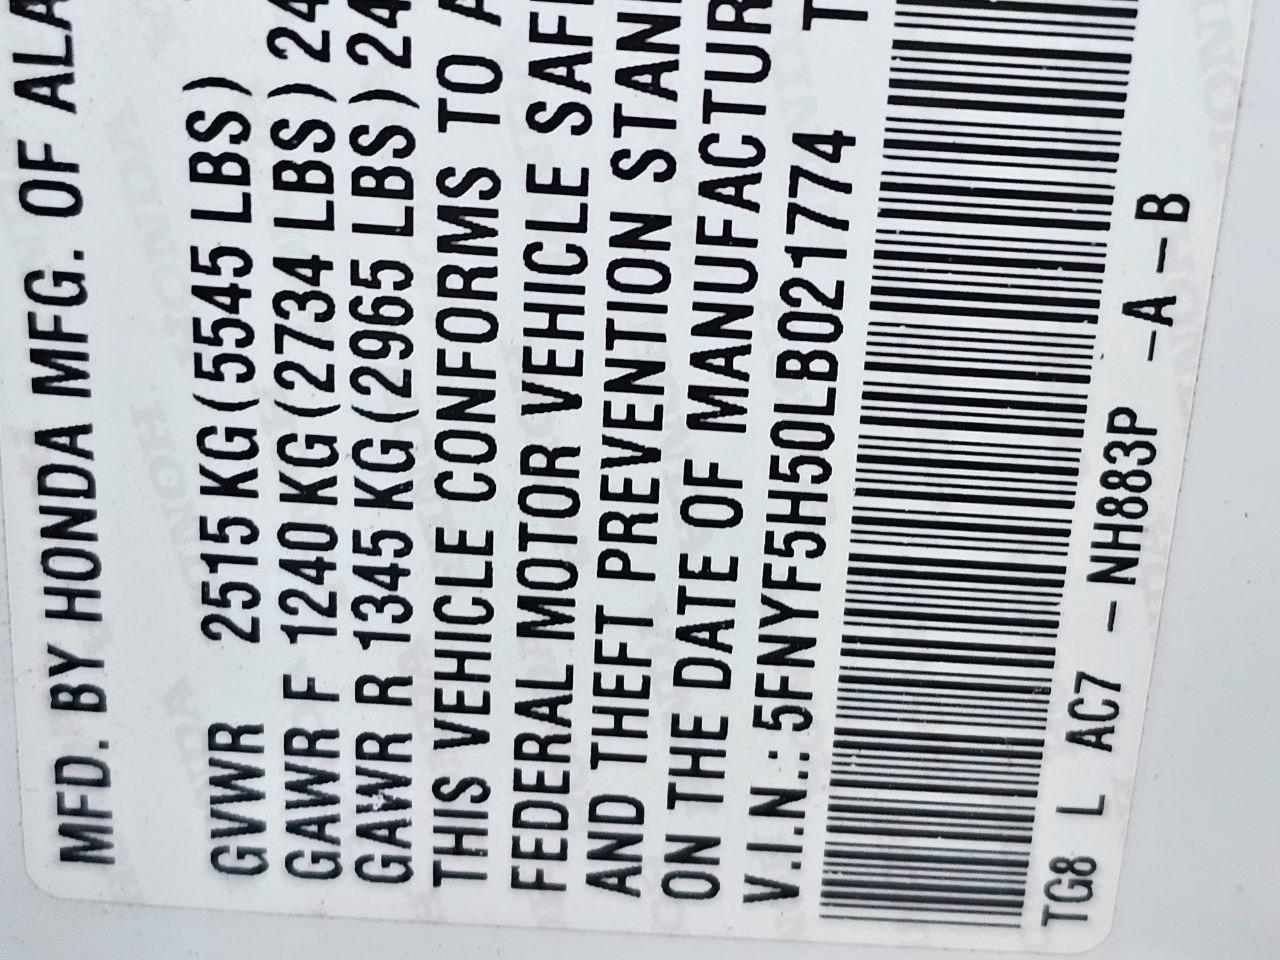 MFD. BY HONDA MFG. OF ALA
GVWR 2515 KG(5545 LBS)
GAWR F 1240 KG(2734 LBS) 24
GAWR R 1345 KG(2965 LBS) 24
THIS VEHICLE CONFORMS TO A
FEDERAL MOTOR VEHICLE SAF
AND THEFT PREVENTION STAN
ON THE DATE OF MANUFACTUR
V.I.N.: 5FNYF5H50LB021774 T
TG8 L AC7 - NH883P - A - B